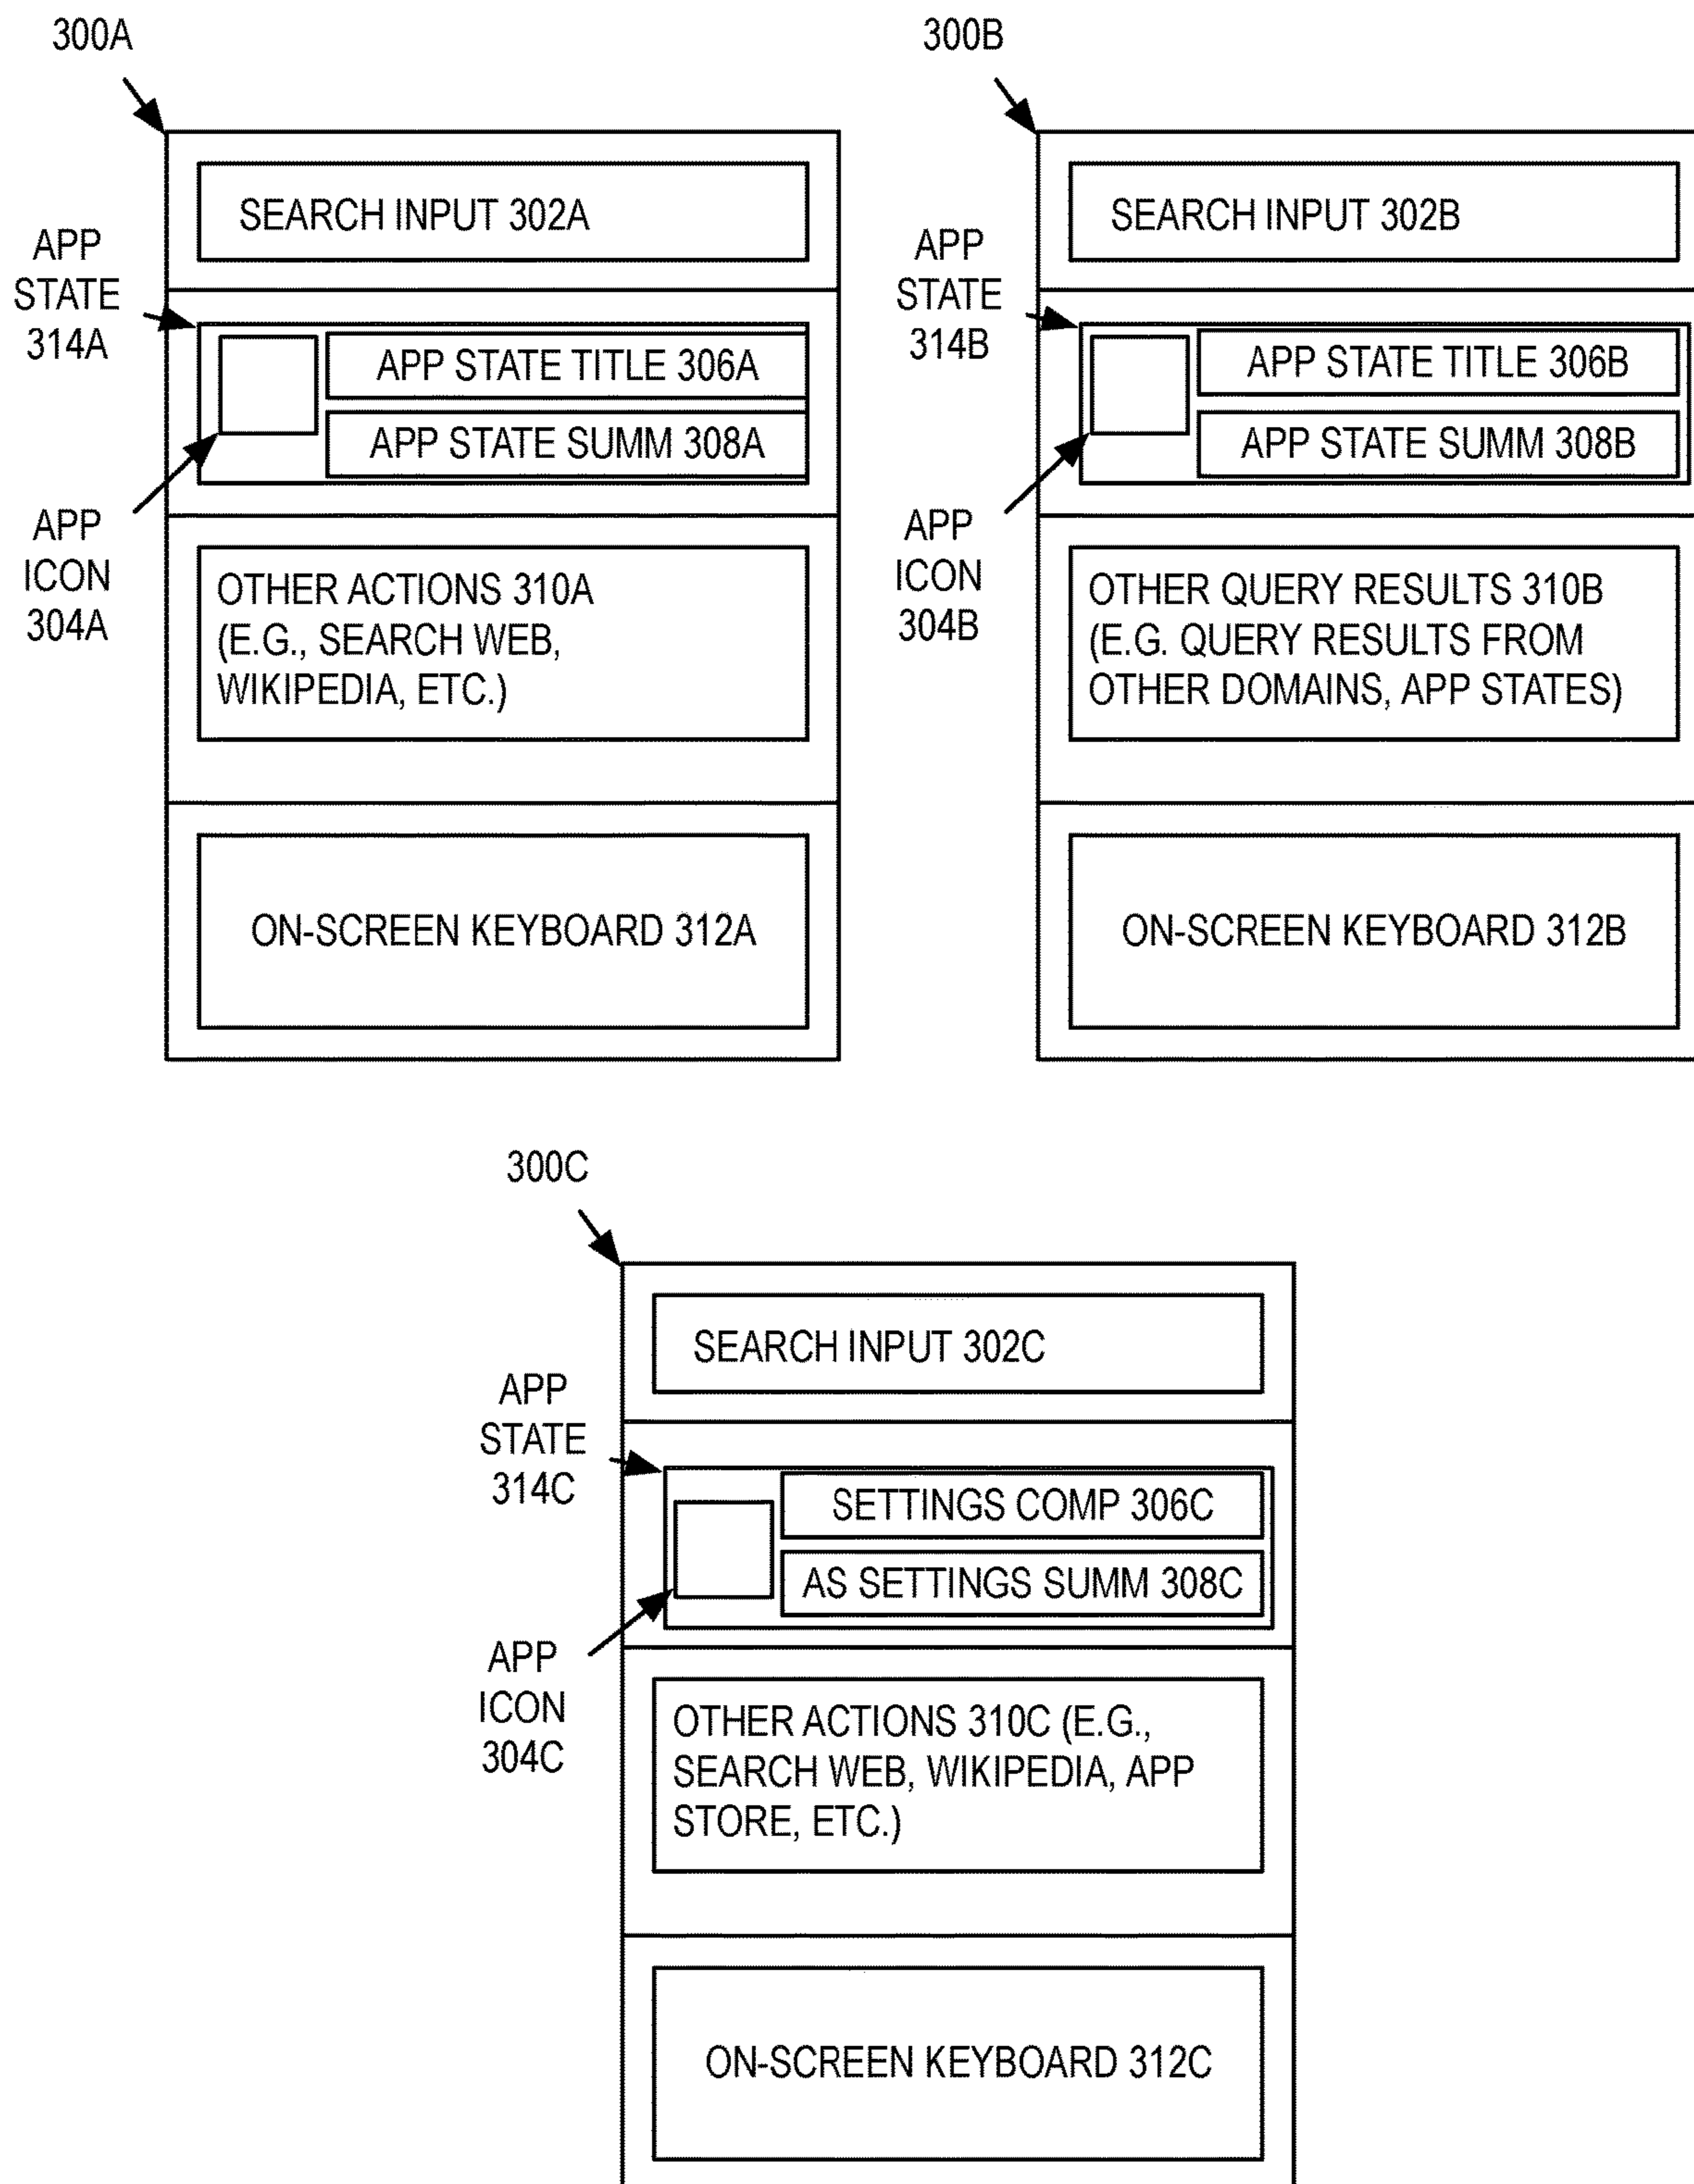 300A
SEARCH INPUT 302A
APP
STATE
314A
APP STATE TITLE 306A
APP STATE SUMM 308A
APP
ICON
304A
OTHER ACTIONS 310A
(E.G., SEARCH WEB,
WIKIPEDIA, ETC.)
ON-SCREEN KEYBOARD 312A
300B
SEARCH INPUT 302B
APP
STATE
314B
APP STATE TITLE 306B
APP STATE SUMM 308B
APP
ICON
304B
OTHER QUERY RESULTS 310B
(E.G. QUERY RESULTS FROM
OTHER DOMAINS, APP STATES)
ON-SCREEN KEYBOARD 312B
300C
SEARCH INPUT 302C
APP
STATE
314C
SETTINGS COMP 306C
AS SETTINGS SUMM 308C
APP
ICON
304C
OTHER ACTIONS 310C (E.G.,
SEARCH WEB, WIKIPEDIA, APP
STORE, ETC.)
ON-SCREEN KEYBOARD 312C